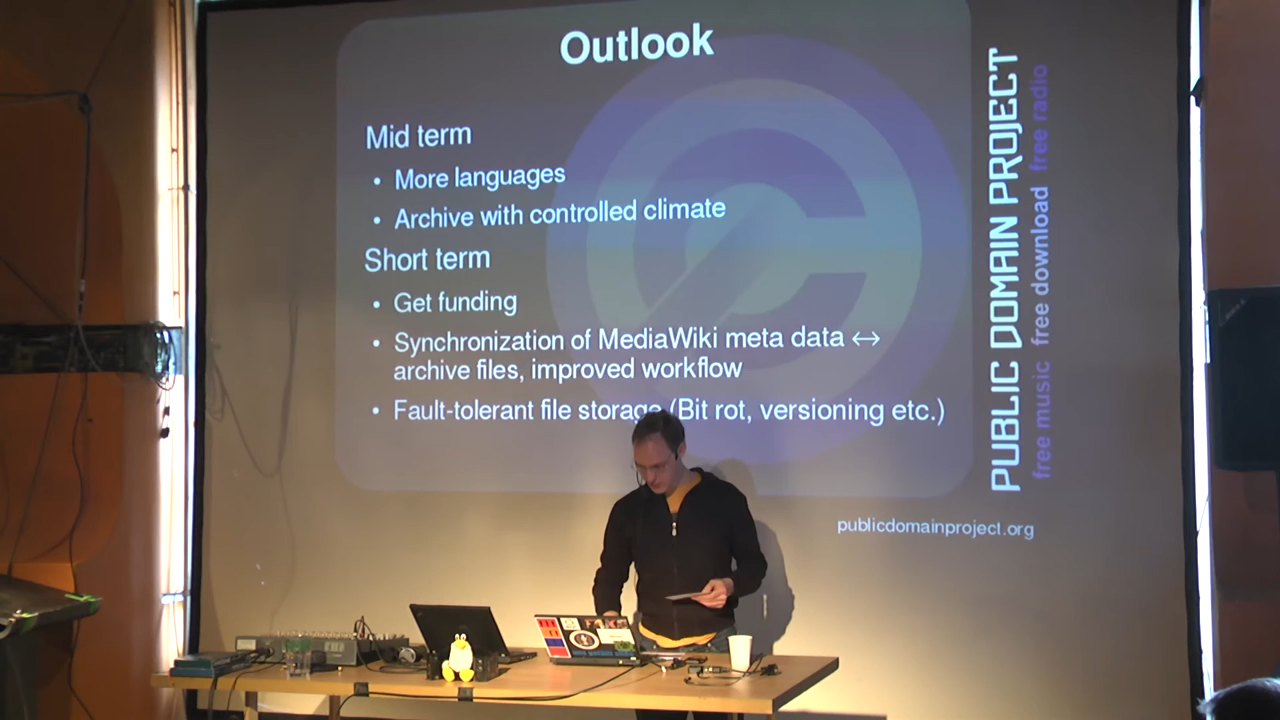 Outlook
Mid term
• More languages
• Archive with controlled climate
Short term
• Get funding
• Synchronization of MediaWiki meta data ↔
archive files, improved workflow
• Fault-tolerant file storage (Bit rot, versioning etc.)
PUBLIC DOMAIN PROJECT
free music free download free radio
publicdomainproject.org